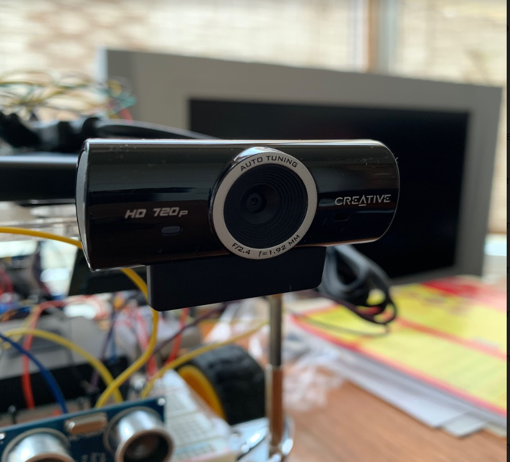 AUTO TUNING
HD 720P
CREATIVE
F/2.4 f=1.92 MM